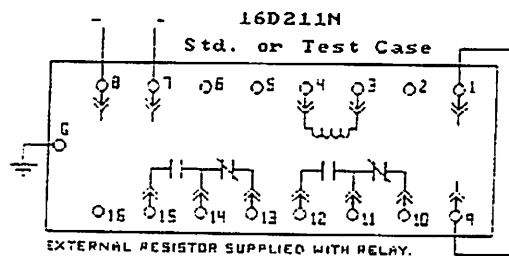 16D211N
Std. or Test Case
8 7 6 5 4 3 2 1
G
16 15 14 13 12 11 10 9
EXTERNAL RESISTOR SUPPLIED WITH RELAY.